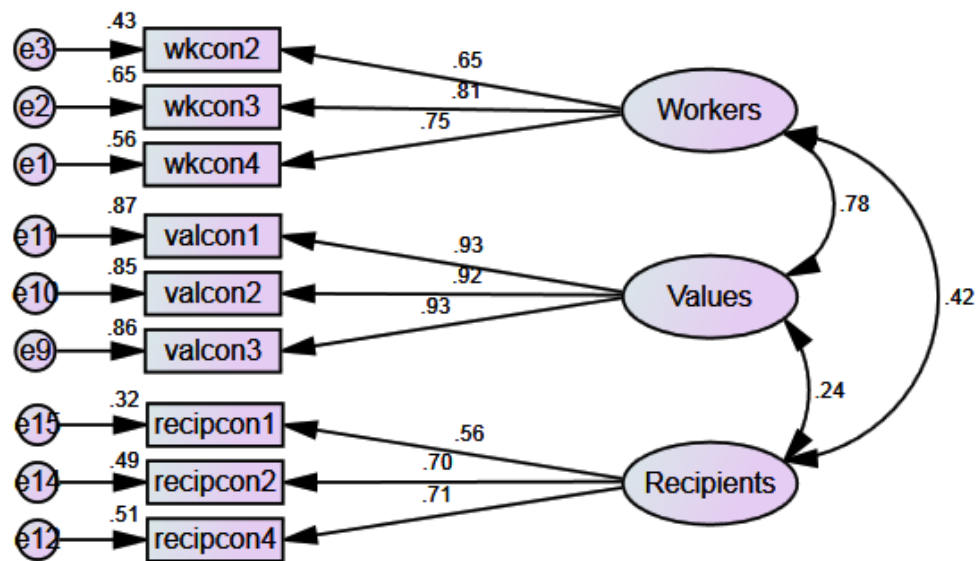 .43
e3 wkcon2
.65
.65
e2 wkcon3
.81
Workers
.56
e1 wkcon4
.75
.87
e11 valcon1
.93
.78
.85
e10 valcon2
.92
Values
.86
e9 valcon3
.93
.42
.32
e15 recipcon1
.56
.24
.49
e14 recipcon2
.70
Recipients
.51
e12 recipcon4
.71